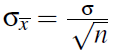 σx̅ = σ/√n